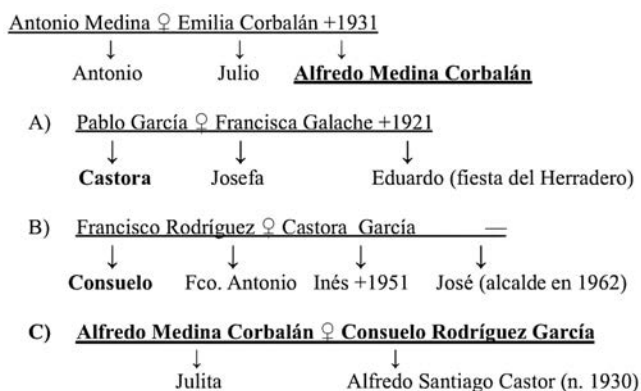 Antonio Medina ♀ Emilia Corbalán +1931
↓ ↓ ↓
Antonio Julio Alfredo Medina Corbalán
A) Pablo García ♀ Francisca Galache +1921
↓ ↓ ↓
Castora Josefa Eduardo (fiesta del Herradero)
B) Francisco Rodríguez ♀ Castora García —
↓ ↓ ↓ ↓
Consuelo Fco. Antonio Inés +1951 José (alcalde en 1962)
C) Alfredo Medina Corbalán ♀ Consuelo Rodríguez García
↓ ↓
Julita Alfredo Santiago Castor (n. 1930)